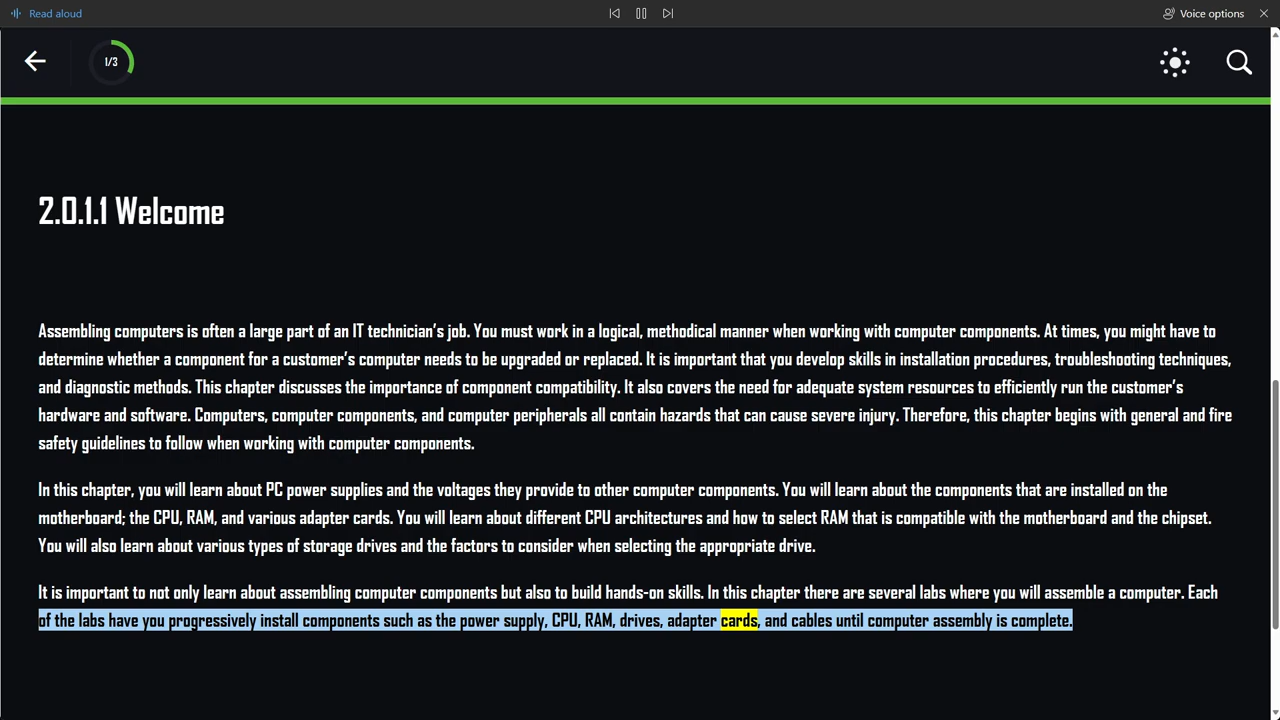 Read aloud
Voice options
1/3
2.0.1.1 Welcome
Assembling computers is often a large part of an IT technician's job. You must work in a logical, methodical manner when working with computer components. At times, you might have to
determine whether a component for a customer's computer needs to be upgraded or replaced. It is important that you develop skills in installation procedures, troubleshooting techniques,
and diagnostic methods. This chapter discusses the importance of component compatibility. It also covers the need for adequate system resources to efficiently run the customer's
hardware and software. Computers, computer components, and computer peripherals all contain hazards that can cause severe injury. Therefore, this chapter begins with general and fire
safety guidelines to follow when working with computer components.
In this chapter, you will learn about PC power supplies and the voltages they provide to other computer components. You will learn about the components that are installed on the
motherboard; the CPU, RAM, and various adapter cards. You will learn about different CPU architectures and how to select RAM that is compatible with the motherboard and the chipset.
You will also learn about various types of storage drives and the factors to consider when selecting the appropriate drive.
It is important to not only learn about assembling computer components but also to build hands-on skills. In this chapter there are several labs where you will assemble a computer. Each
of the labs have you progressively install components such as the power supply, CPU, RAM, drives, adapter cards, and cables until computer assembly is complete.